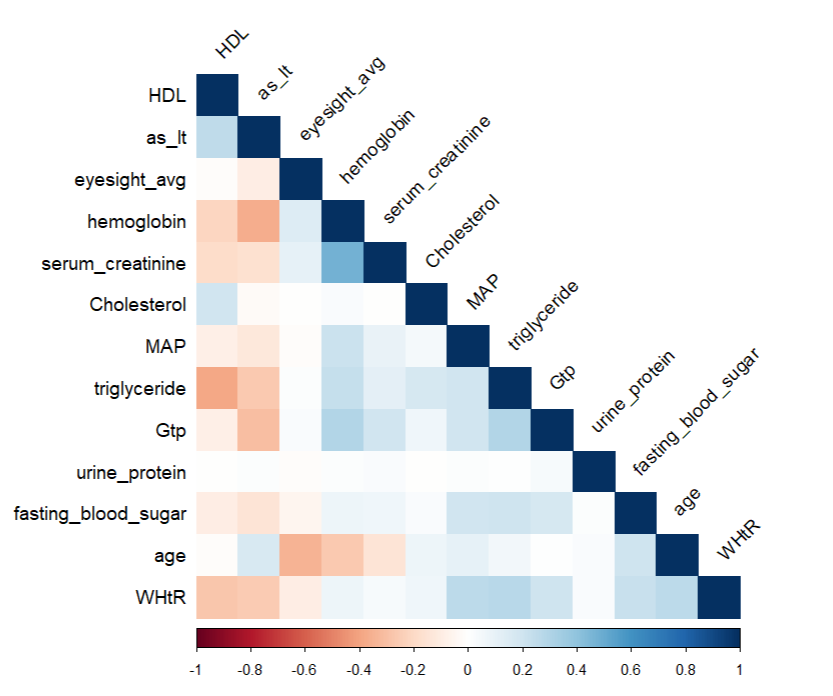 HDL
as_lt
eyesight_avg
hemoglobin
serum_creatinine
Cholesterol
MAP
triglyceride
Gtp
urine_protein
fasting_blood_sugar
age
WHtR
HDL
as_lt
eyesight_avg
hemoglobin
serum_creatinine
Cholesterol
MAP
triglyceride
Gtp
urine_protein
fasting_blood_sugar
age
WHtR
-1 -0.8 -0.6 -0.4 -0.2 0 0.2 0.4 0.6 0.8 1